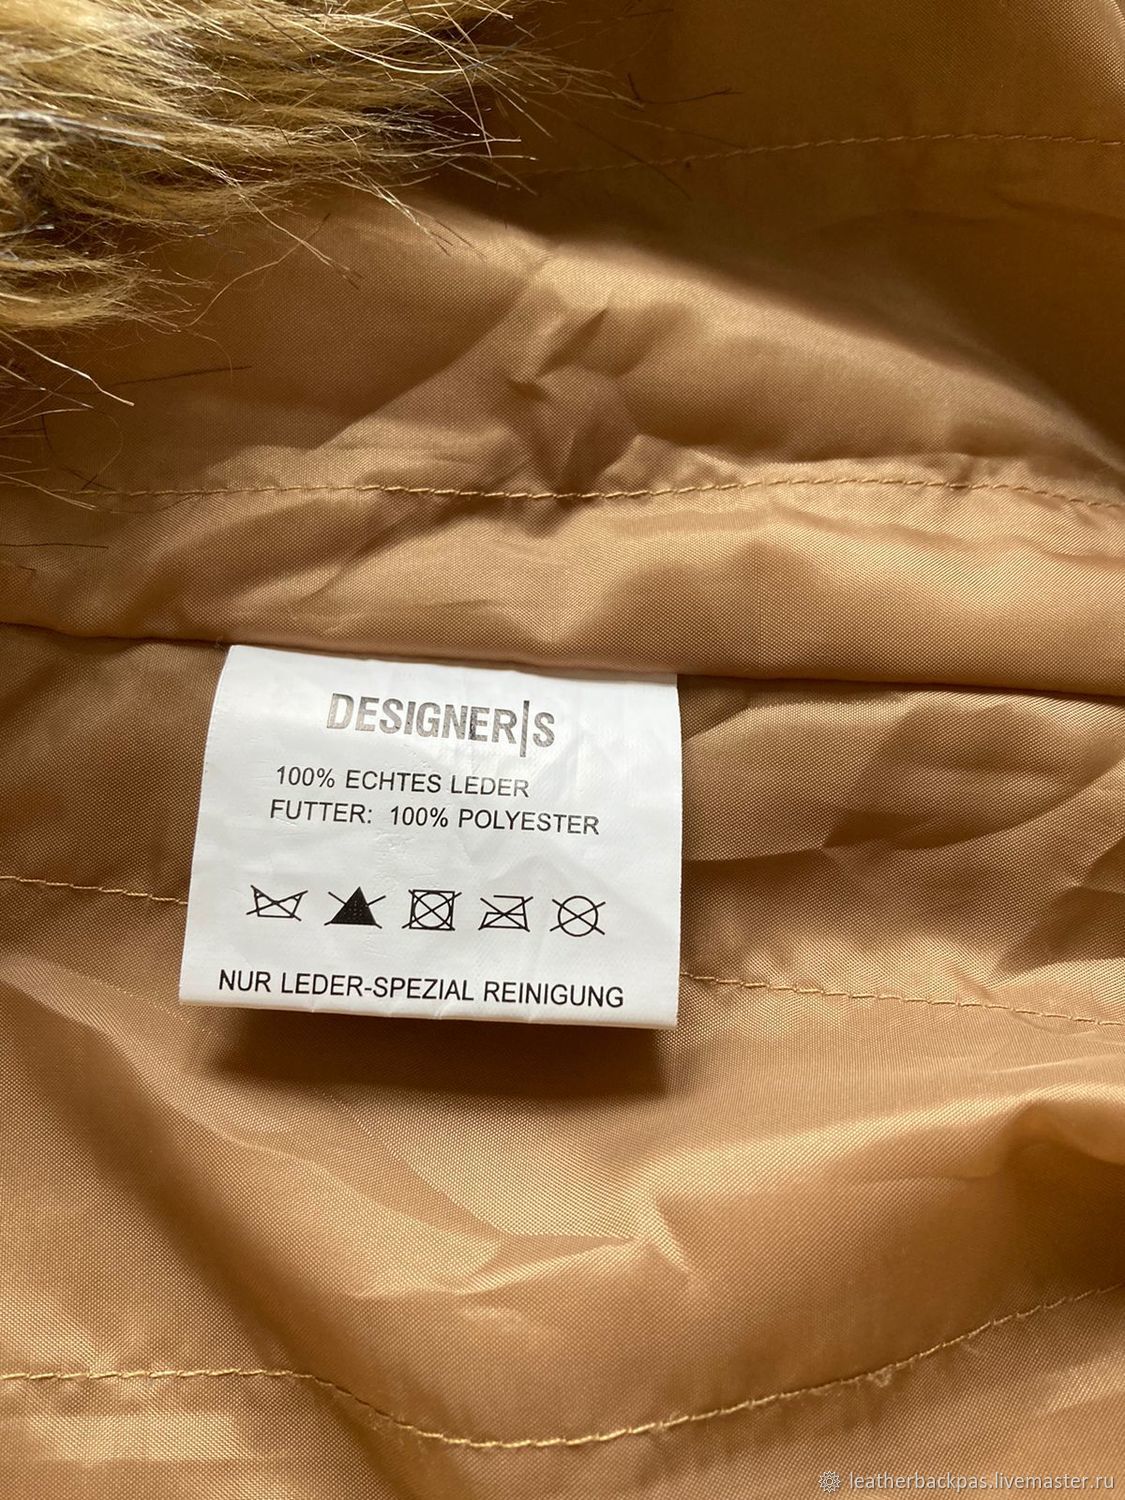 DESIGNER|S
100% ECHTES LEDER
FUTTER: 100% POLYESTER
NUR LEDER-SPEZIAL REINIGUNG
leatherbackpas.livemaster.ru